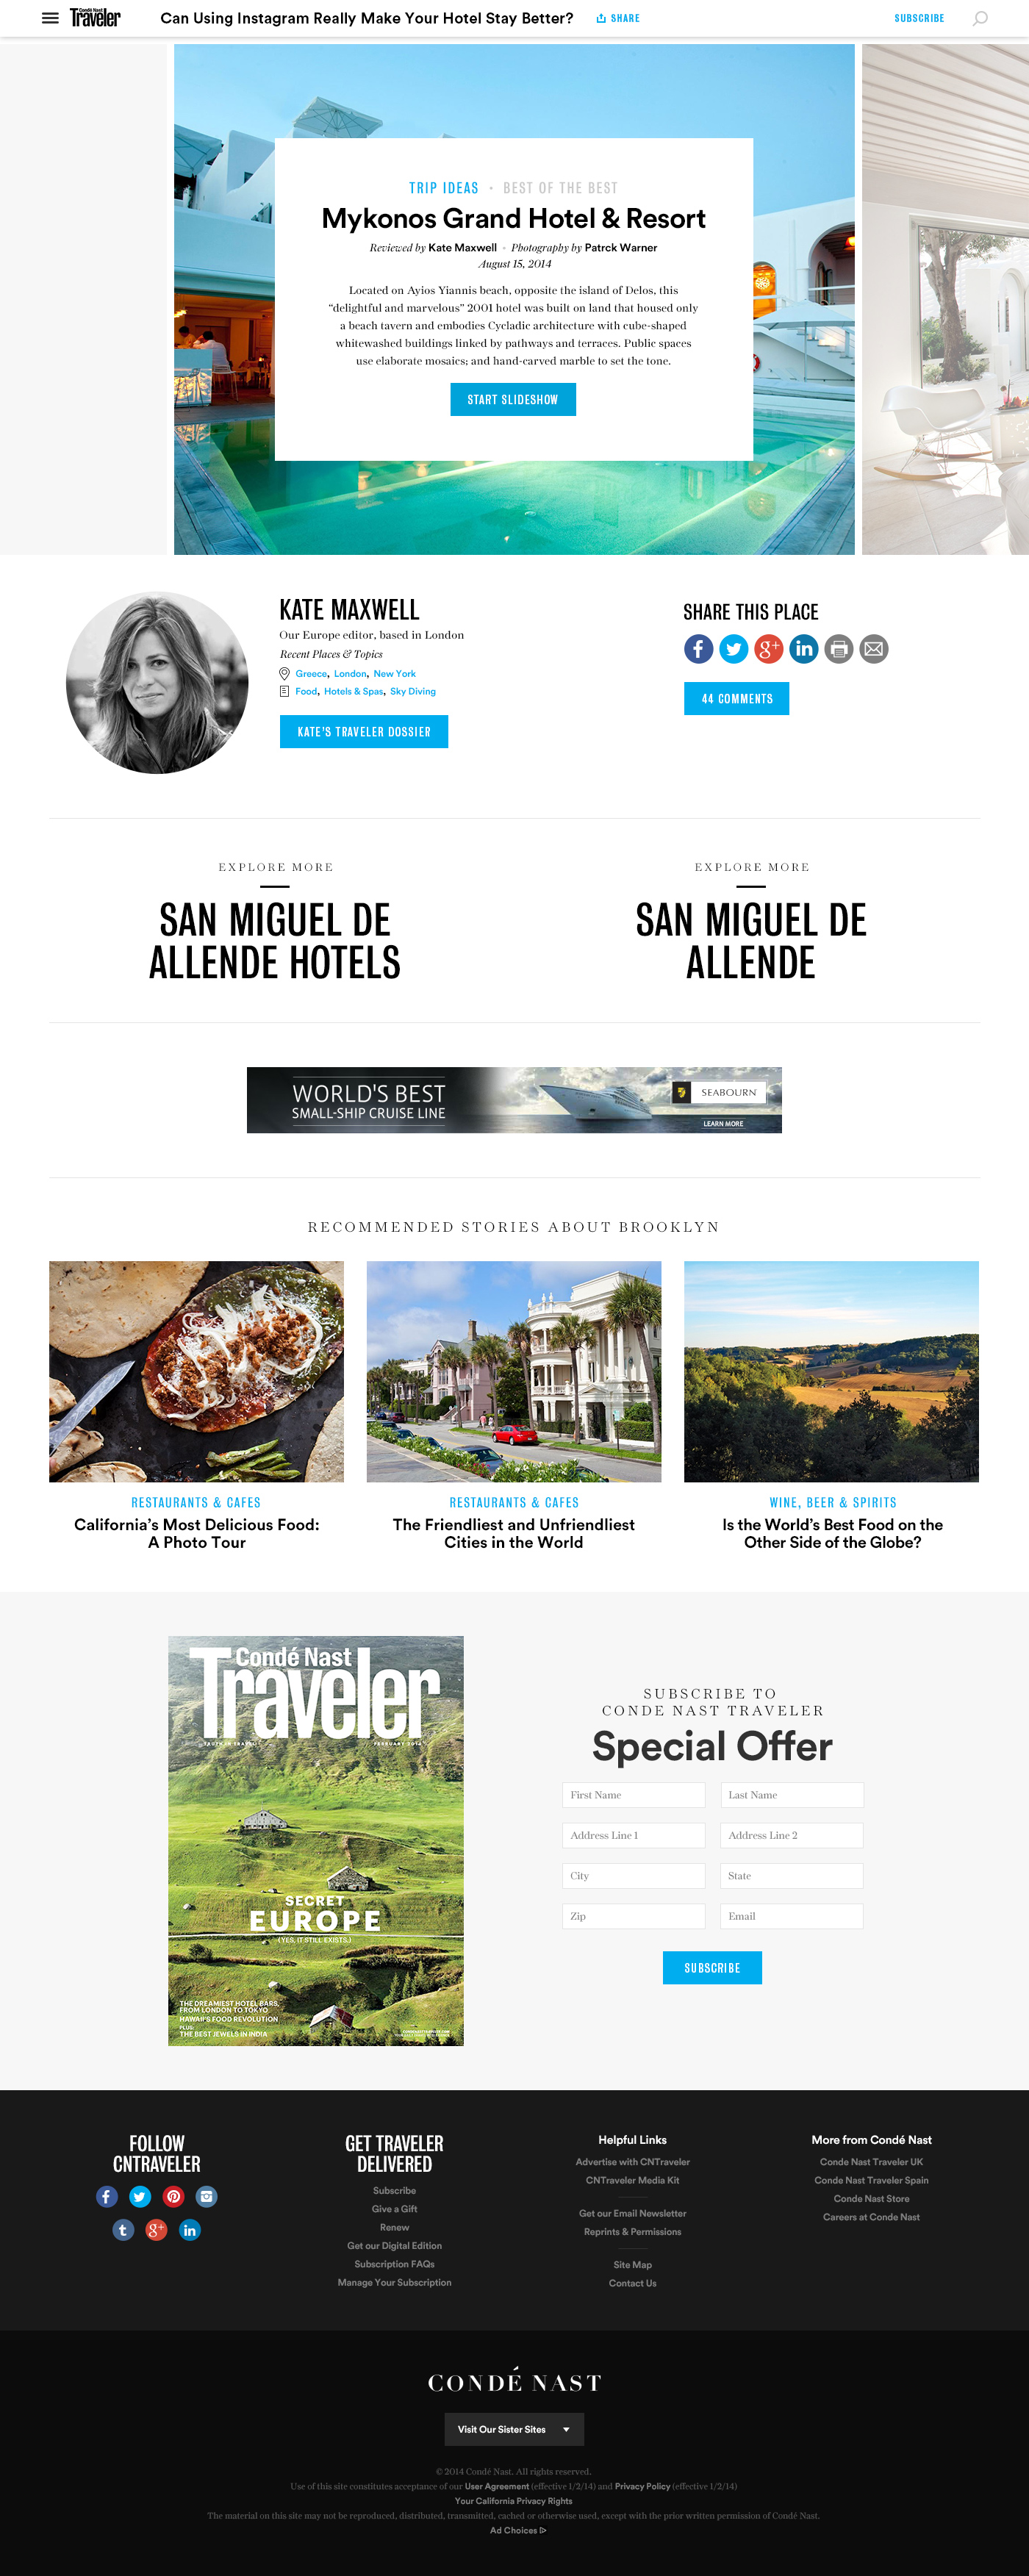 Condé Nast
Traveler
Can Using Instagram Really Make Your Hotel Stay Better?
SHARE
SUBSCRIBE
TRIP IDEAS • BEST OF THE BEST
Mykonos Grand Hotel & Resort
Reviewed by Kate Maxwell • Photography by Patrck Warner
August 15, 2014
Located on Ayios Yiannis beach, opposite the island of Delos, this
“delightful and marvelous” 2001 hotel was built on land that housed only
a beach tavern and embodies Cycladic architecture with cube-shaped
whitewashed buildings linked by pathways and terraces. Public spaces
use elaborate mosaics; and hand-carved marble to set the tone.
START SLIDESHOW
KATE MAXWELL
Our Europe editor, based in London
Recent Places & Topics
Greece, London, New York
Food, Hotels & Spas, Sky Diving
KATE’S TRAVELER DOSSIER
SHARE THIS PLACE
44 COMMENTS
EXPLORE MORE
SAN MIGUEL DE
ALLENDE HOTELS
EXPLORE MORE
SAN MIGUEL DE
ALLENDE
WORLD'S BEST
SMALL-SHIP CRUISE LINE
SEABOURN
LEARN MORE
RECOMMENDED STORIES ABOUT BROOKLYN
RESTAURANTS & CAFES
California’s Most Delicious Food:
A Photo Tour
RESTAURANTS & CAFES
The Friendliest and Unfriendliest
Cities in the World
WINE, BEER & SPIRITS
Is the World’s Best Food on the
Other Side of the Globe?
Condé Nast
Traveler
TRUTH IN TRAVEL
FEBRUARY 2014
SECRET
EUROPE
(YES, IT STILL EXISTS.)
THE DREAMIEST HOTEL BARS,
FROM LONDON TO TOKYO
HAWAII'S FOOD REVOLUTION
PLUS:
THE BEST JEWELS IN INDIA
SUBSCRIBE TO
CONDE NAST TRAVELER
Special Offer
First Name
Last Name
Address Line 1
Address Line 2
City
State
Zip
Email
SUBSCRIBE
FOLLOW
CNTRAVELER
GET TRAVELER
DELIVERED
Subscribe
Give a Gift
Renew
Get our Digital Edition
Subscription FAQs
Manage Your Subscription
Helpful Links
Advertise with CNTraveler
CNTraveler Media Kit
Get our Email Newsletter
Reprints & Permissions
Site Map
Contact Us
More from Condé Nast
Conde Nast Traveler UK
Conde Nast Traveler Spain
Conde Nast Store
Careers at Conde Nast
CONDÉ NAST
Visit Our Sister Sites
© 2014 Condé Nast. All rights reserved.
Use of this site constitutes acceptance of our User Agreement (effective 1/2/14) and Privacy Policy (effective 1/2/14)
Your California Privacy Rights
The material on this site may not be reproduced, distributed, transmitted, cached or otherwise used, except with the prior written permission of Condé Nast.
Ad Choices